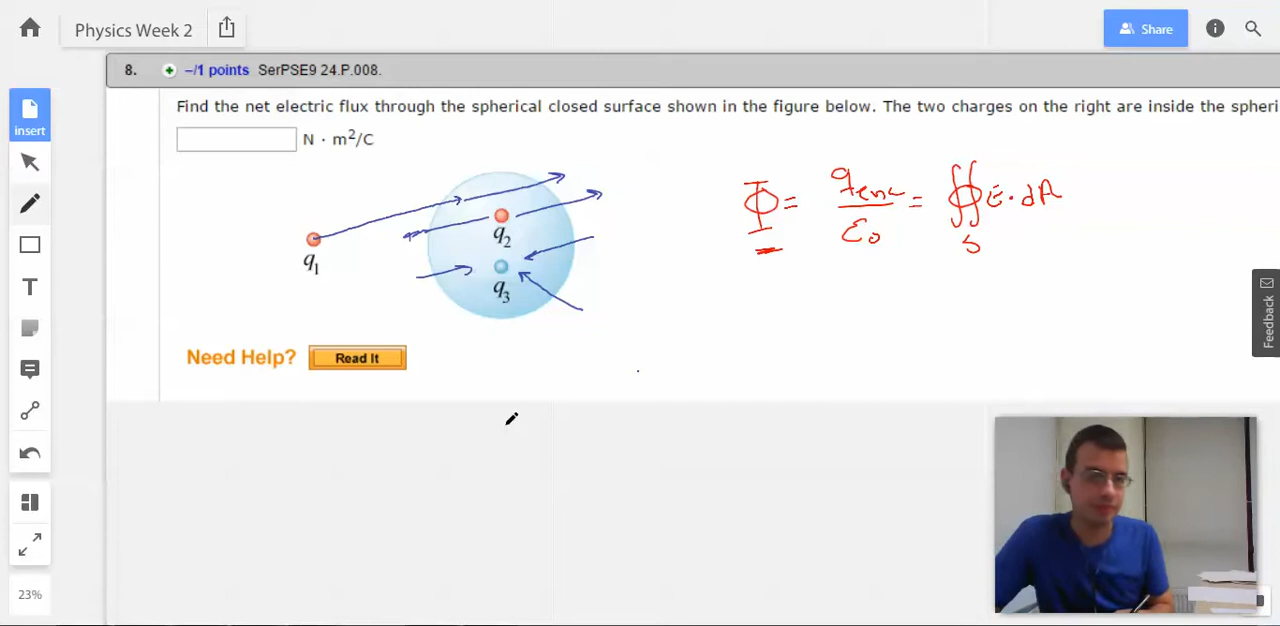 Physics Week 2
Share
8. –/1 points SerPSE9 24.P.008.
insert
Find the net electric flux through the spherical closed surface shown in the figure below. The two charges on the right are inside the spheri
N · m²/C
Φ = qenc / ε₀ = ∯ E · dA
S
q₁
q₂
q₃
T
Need Help? Read It
Feedback
23%